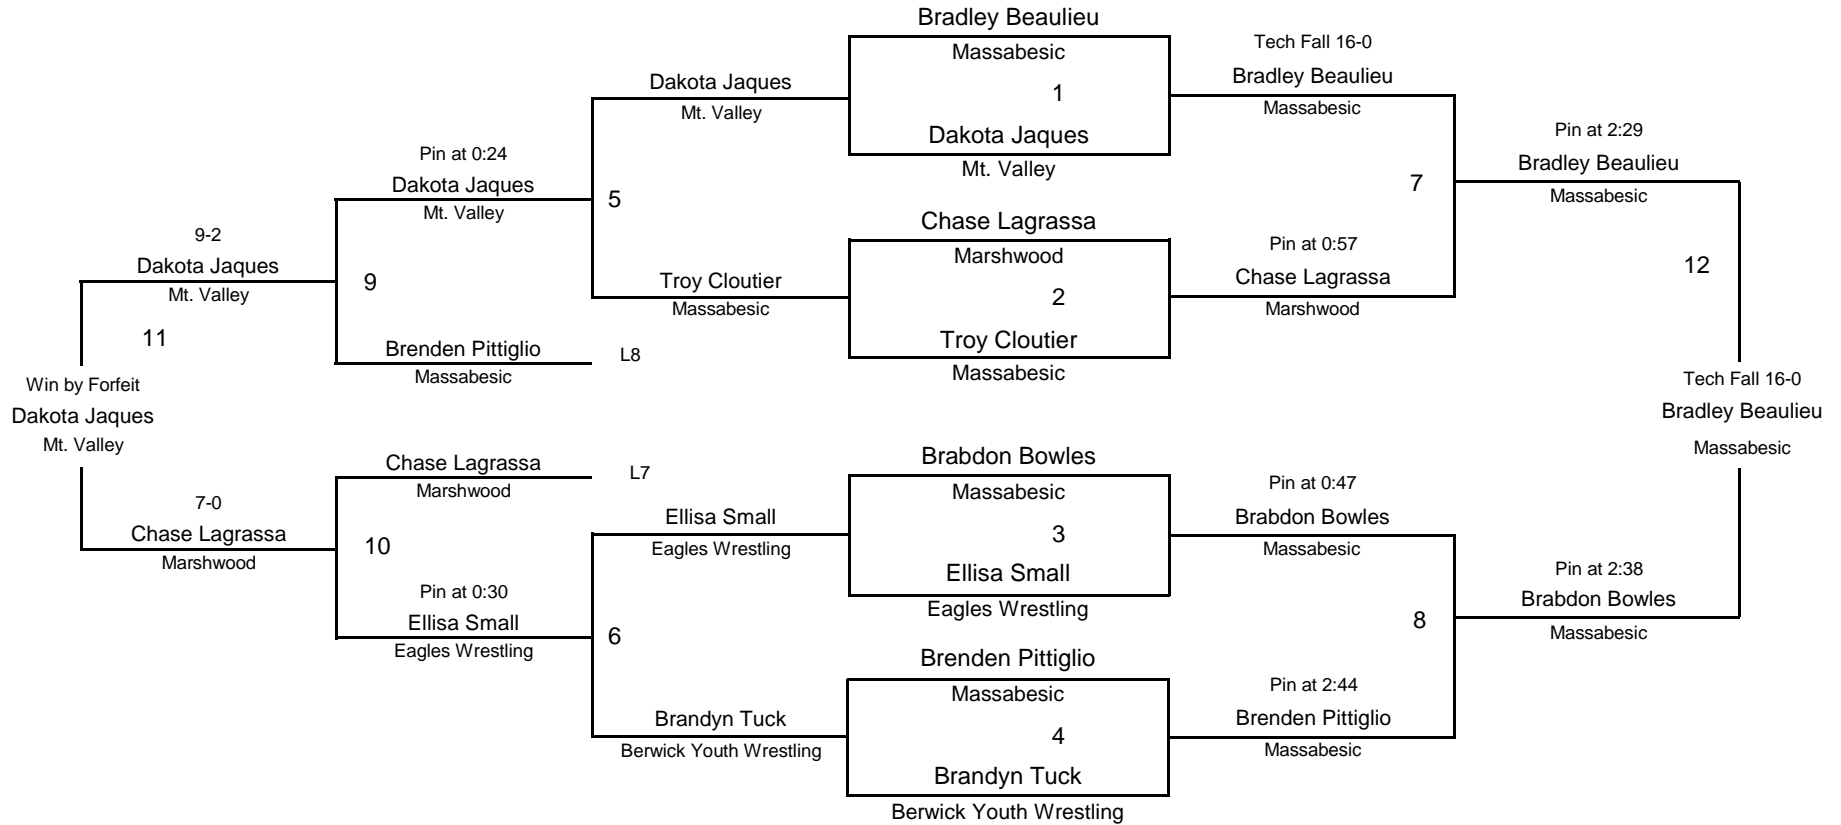 Bradley Beaulieu
Massabesic
1
Dakota Jaques
Mt. Valley
Chase Lagrassa
Marshwood
2
Troy Cloutier
Massabesic
Brabdon Bowles
Massabesic
3
Ellisa Small
Eagles Wrestling
Brenden Pittiglio
Massabesic
4
Brandyn Tuck
Berwick Youth Wrestling
Tech Fall 16-0
Bradley Beaulieu
Massabesic
7
Pin at 0:57
Chase Lagrassa
Marshwood
Pin at 0:47
Brabdon Bowles
Massabesic
8
Pin at 2:44
Brenden Pittiglio
Massabesic
Pin at 2:29
Bradley Beaulieu
Massabesic
12
Pin at 2:38
Brabdon Bowles
Massabesic
Tech Fall 16-0
Bradley Beaulieu
Massabesic
Dakota Jaques
Mt. Valley
5
Troy Cloutier
Massabesic
Ellisa Small
Eagles Wrestling
6
Brandyn Tuck
Berwick Youth Wrestling
Pin at 0:24
Dakota Jaques
Mt. Valley
9
Brenden Pittiglio
L8
Massabesic
Chase Lagrassa
L7
Marshwood
10
Pin at 0:30
Ellisa Small
Eagles Wrestling
9-2
Dakota Jaques
Mt. Valley
11
7-0
Chase Lagrassa
Marshwood
Win by Forfeit
Dakota Jaques
Mt. Valley